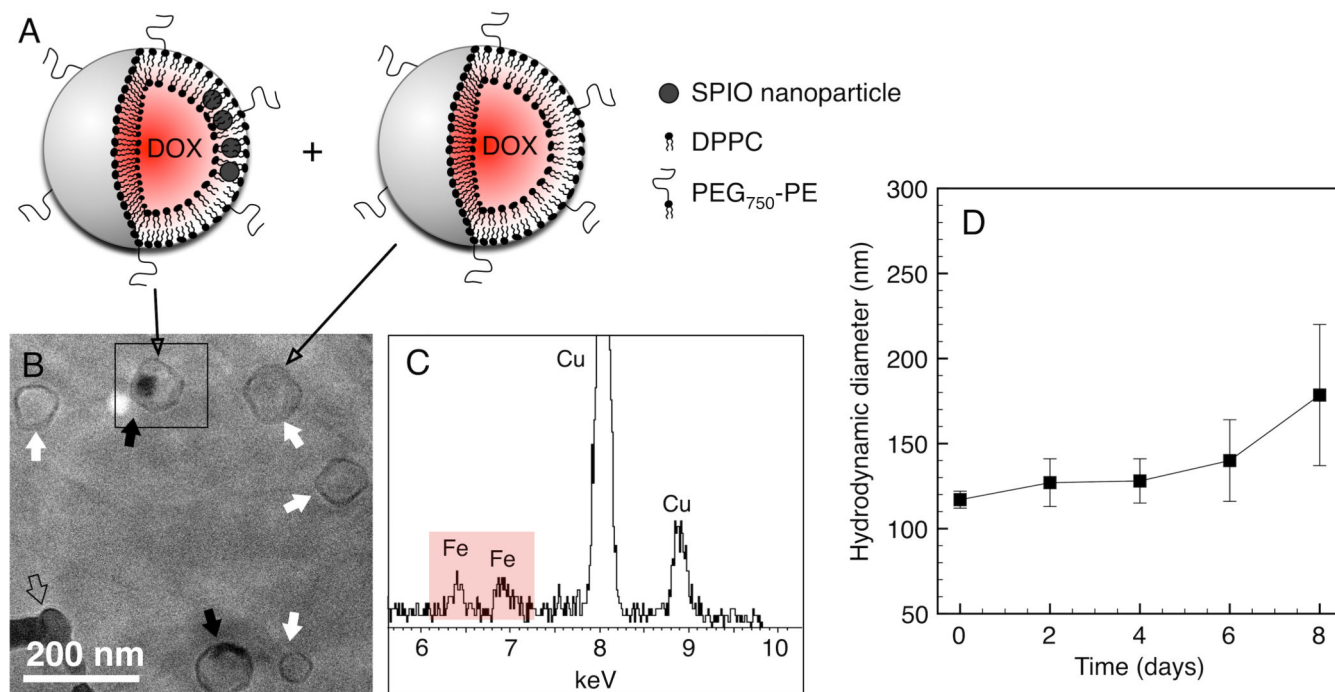 A
DOX
+
DOX
SPIO nanoparticle
DPPC
PEG750-PE
B
200 nm
C
Cu
Cu
Fe
Fe
6 7 8 9 10
keV
D
Hydrodynamic diameter (nm)
300
250
200
150
100
50
0 2 4 6 8
Time (days)